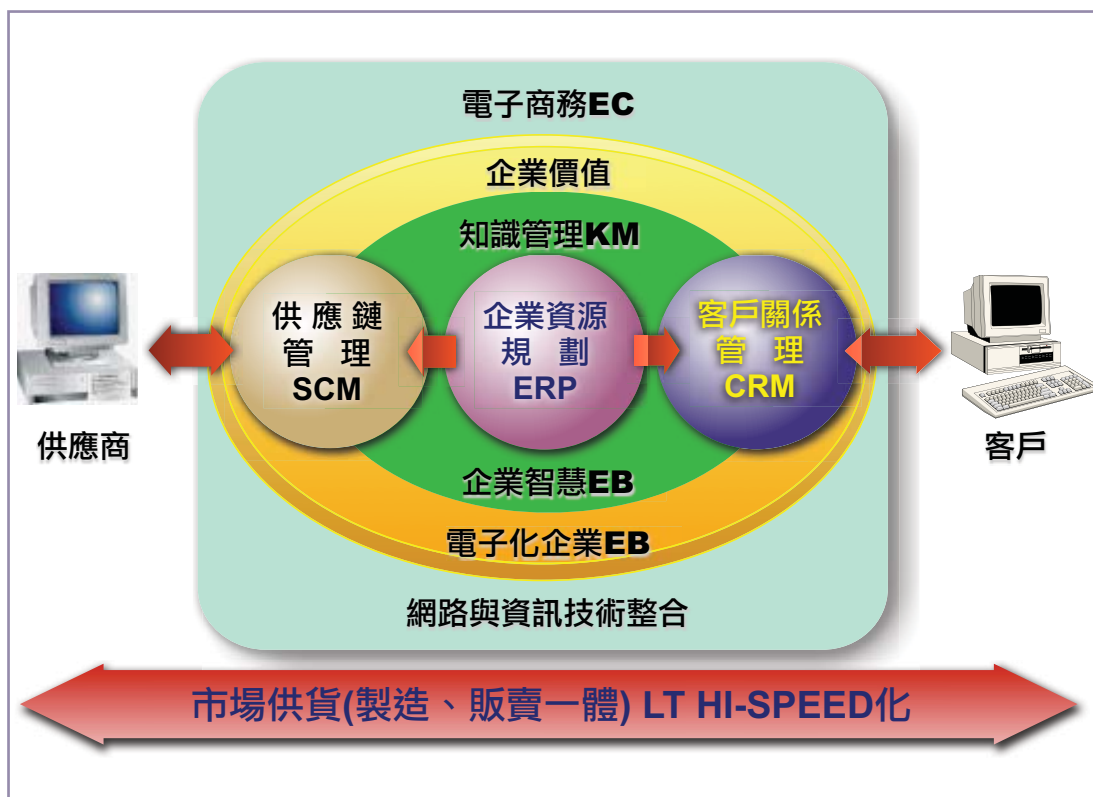 電子商務EC
企業價值
知識管理KM
供應鏈
管理
SCM
企業資源
規劃
ERP
客戶關係
管理
CRM
供應商
客戶
企業智慧EB
電子化企業EB
網路與資訊技術整合
市場供貨(製造、販賣一體) LT HI-SPEED化